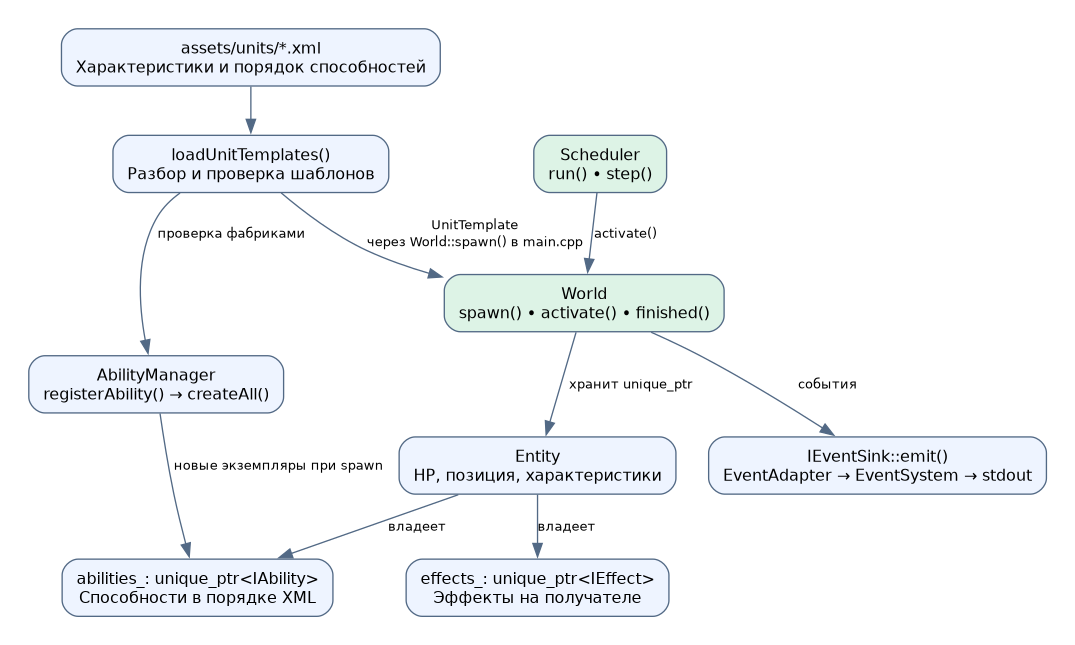 assets/units/*.xml
Характеристики и порядок способностей
loadUnitTemplates()
Разбор и проверка шаблонов
Scheduler
run() • step()
проверка фабриками
UnitTemplate
через World::spawn() в main.cpp
activate()
World
spawn() • activate() • finished()
AbilityManager
registerAbility() → createAll()
хранит unique_ptr
события
новые экземпляры при spawn
Entity
HP, позиция, характеристики
IEventSink::emit()
EventAdapter → EventSystem → stdout
владеет
владеет
abilities_: unique_ptr<IAbility>
Способности в порядке XML
effects_: unique_ptr<IEffect>
Эффекты на получателе